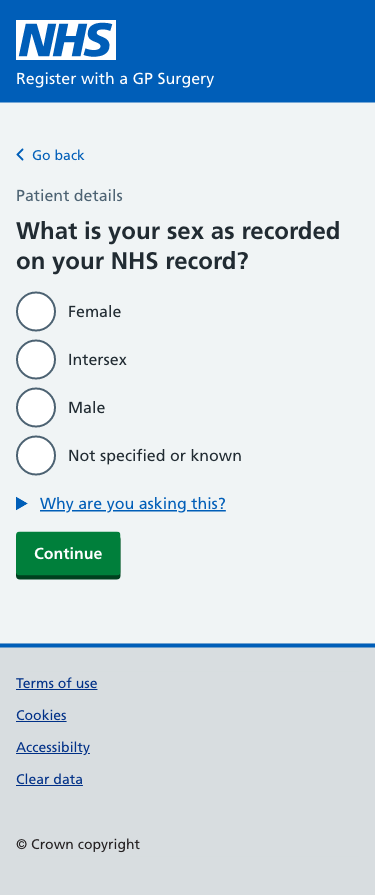 NHS
Register with a GP Surgery
Go back
Patient details
What is your sex as recorded
on your NHS record?
Female
Intersex
Male
Not specified or known
Why are you asking this?
Continue
Terms of use
Cookies
Accessibilty
Clear data
© Crown copyright